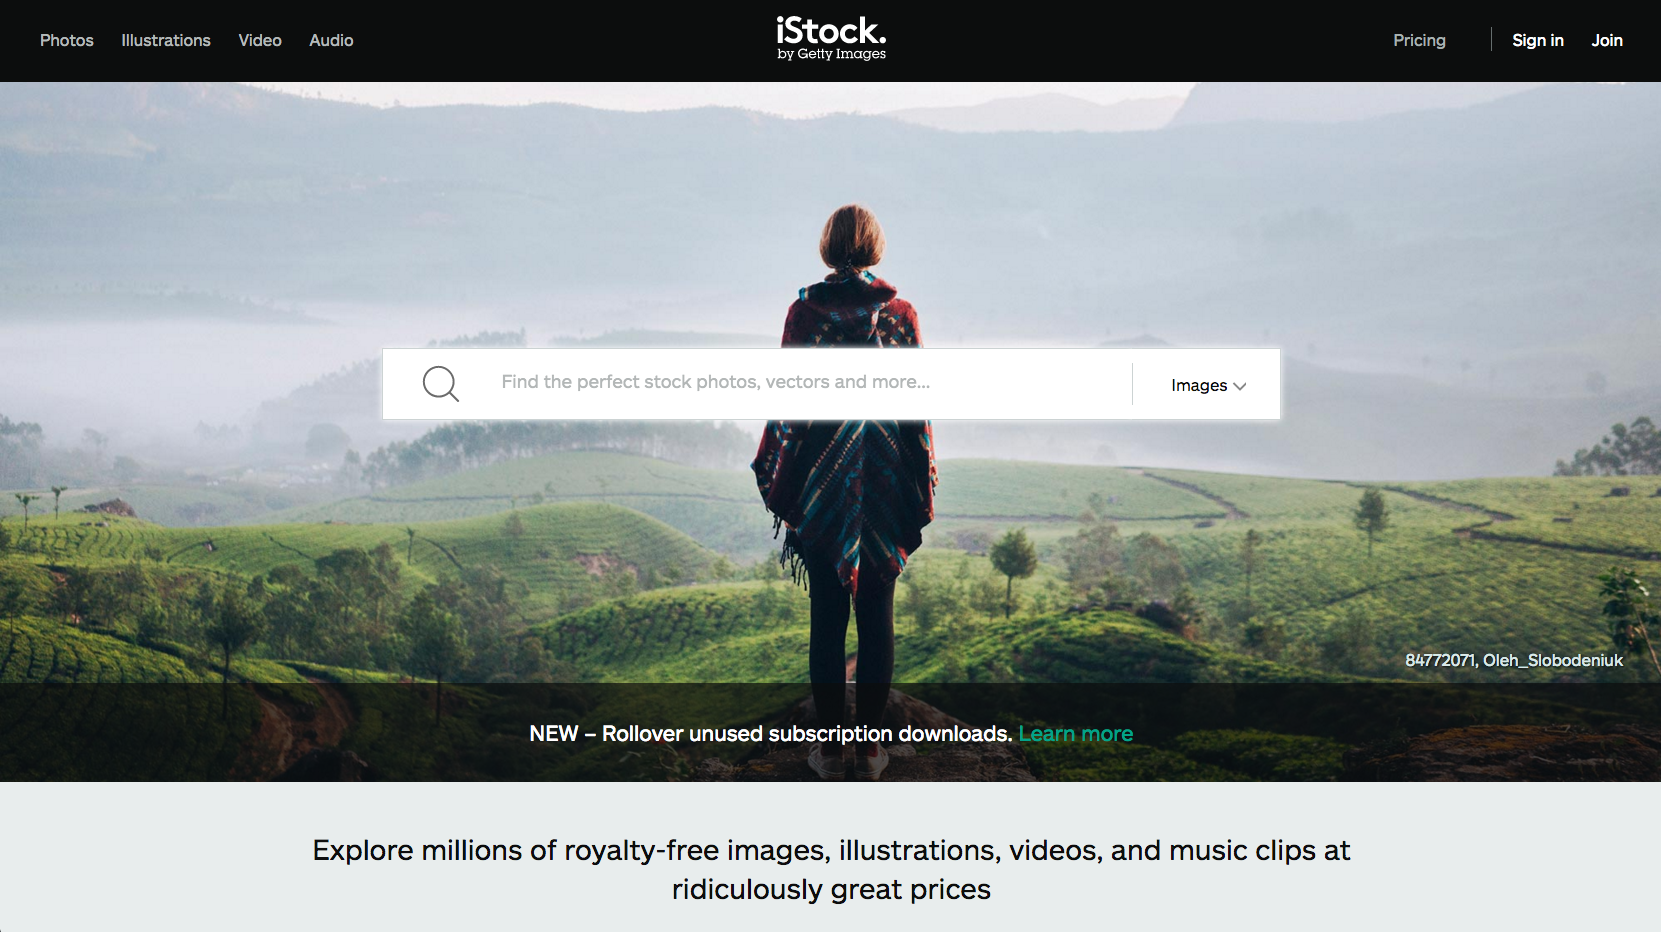 Photos Illustrations Video Audio
iStock.
by Getty Images
Pricing Sign in Join
Find the perfect stock photos, vectors and more...
Images
84772071, Oleh_Slobodeniuk
NEW – Rollover unused subscription downloads. Learn more
Explore millions of royalty-free images, illustrations, videos, and music clips at
ridiculously great prices